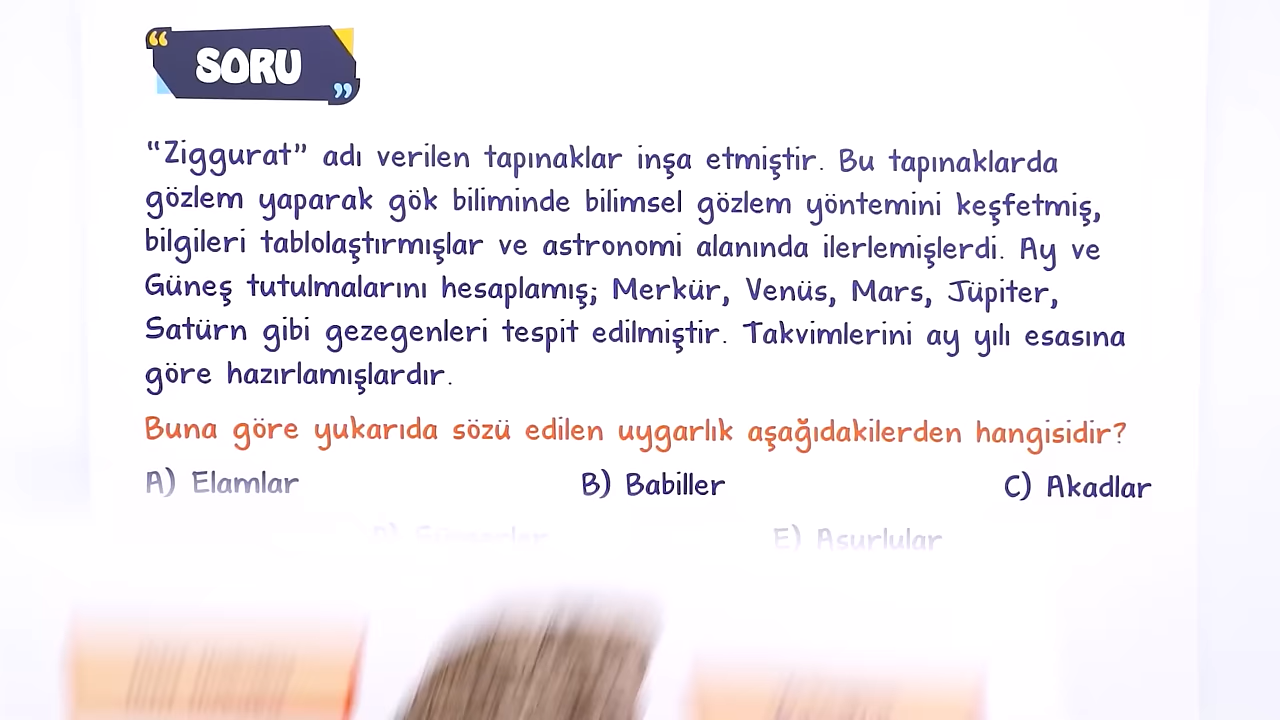 SORU
“Ziggurat” adı verilen tapınaklar inşa etmiştir. Bu tapınaklarda
gözlem yaparak gök biliminde bilimsel gözlem yöntemini keşfetmiş,
bilgileri tablolaştırmışlar ve astronomi alanında ilerlemişlerdi. Ay ve
Güneş tutulmalarını hesaplamış; Merkür, Venüs, Mars, Jüpiter,
Satürn gibi gezegenleri tespit edilmiştir. Takvimlerini ay yılı esasına
göre hazırlamışlardır.
Buna göre yukarıda sözü edilen uygarlık aşağıdakilerden hangisidir?
A) Elamlar B) Babiller C) Akadlar
D) Sümerler E) Asurlular